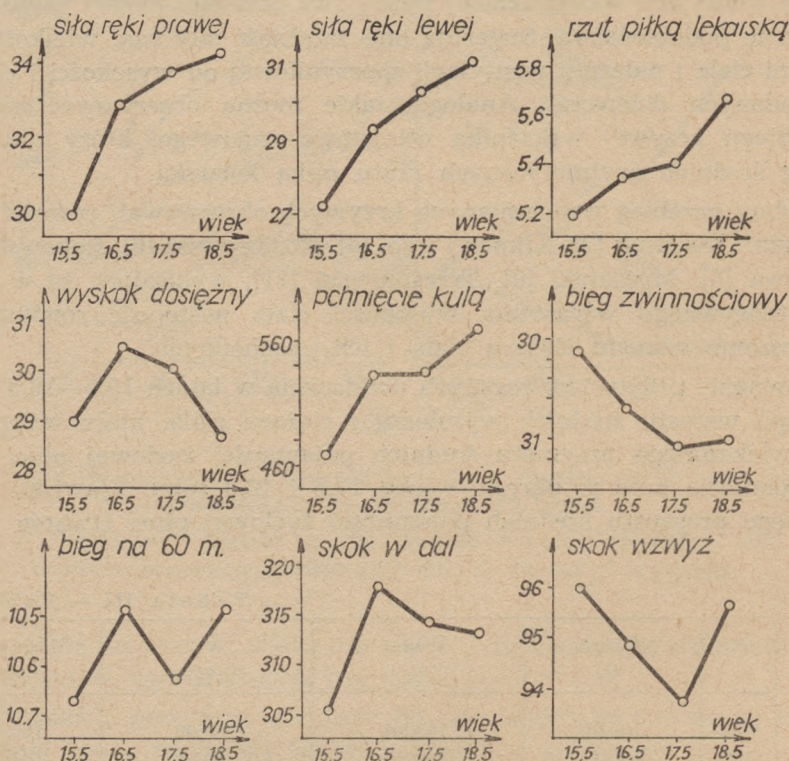 siła ręki prawej
34
32
30
wiek
15,5 16,5 17,5 18,5
siła ręki lewej
31
29
27
wiek
15,5 16,5 17,5 18,5
rzut piłką lekarską
5,8
5,6
5,4
5,2
wiek
15,5 16,5 17,5 18,5
wyskok dosiężny
31
30
29
28
wiek
15,5 16,5 17,5 18,5
pchnięcie kulą
560
460
wiek
15,5 16,5 17,5 18,5
bieg zwinnościowy
30
31
wiek
15,5 16,5 17,5 18,5
bieg na 60 m.
10,5
10,6
10,7
wiek
15,5 16,5 17,5 18,5
skok w dal
320
315
310
305
wiek
15,5 16,5 17,5 18,5
skok wzwyż
96
95
94
wiek
15,5 16,5 17,5 18,5